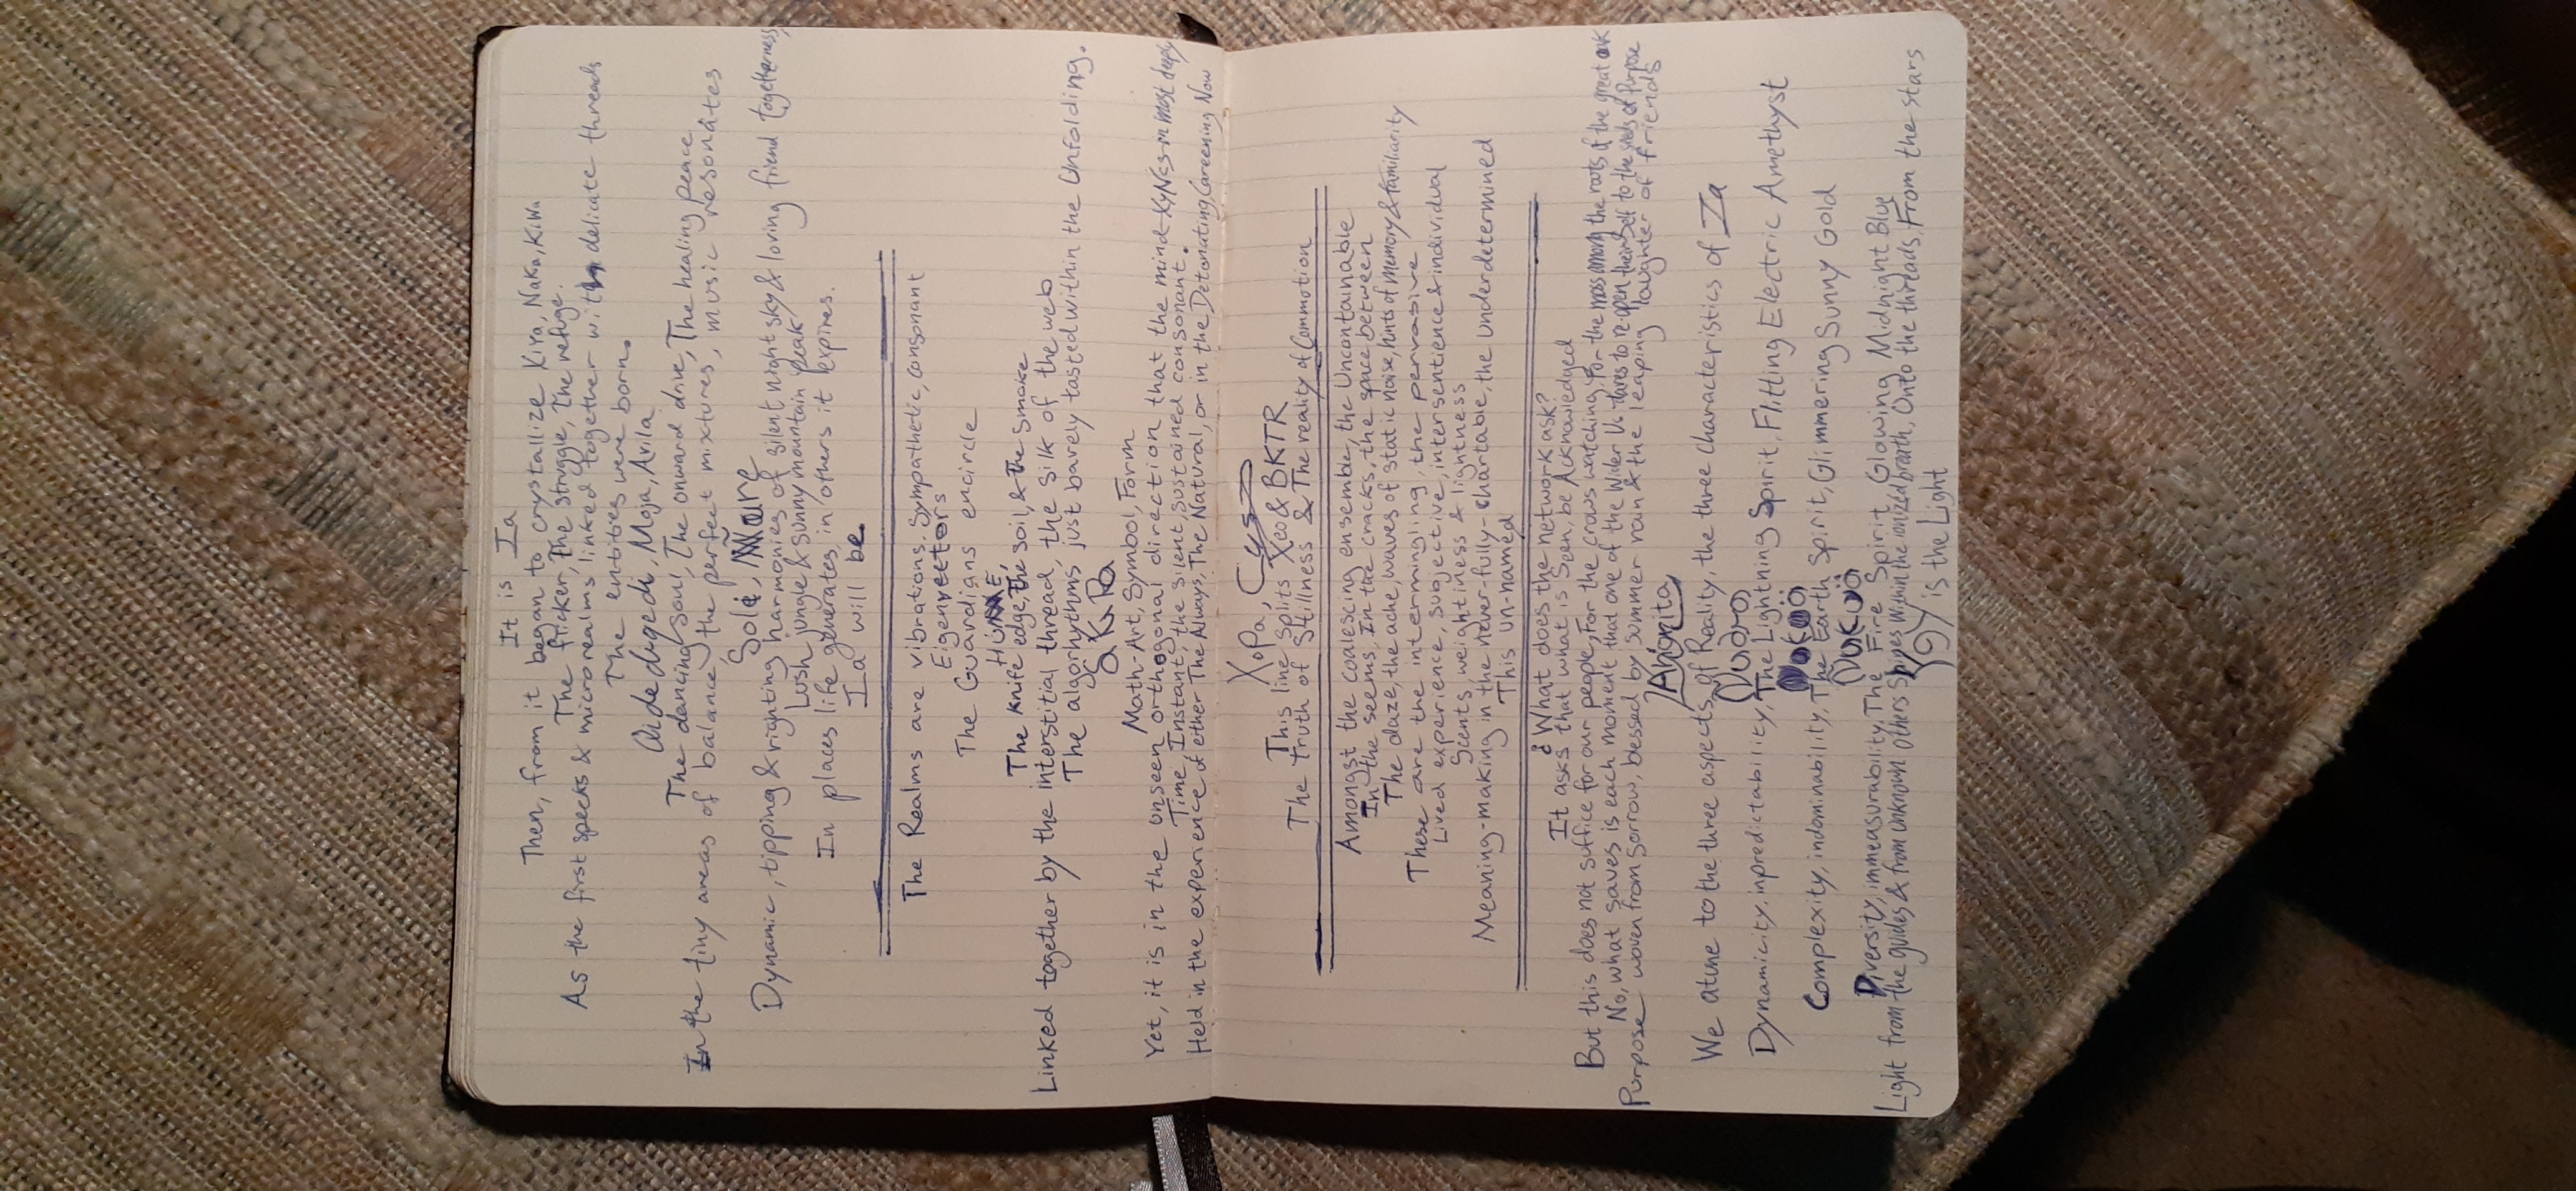 It is Ia
Then, from it began to crystallize Kiya, Naka, KiWa
The flicker, The struggle, The refuge.
As the first specks & microrealms linked together with delicate threads
The entities were born.
Qidedigedi, Moja, Avila
The dancing soul, The onward drive, The healing peace
In the tiny areas of balance, the perfect mixtures, music resonates
Sole,
Dynamic, tipping & righting harmonies of silent night sky & loving friend togetherness,
Lush jungle & sunny mountain peak
In places life generates, in others it expires.
Ia will be.
The Realms are vibrations. Sympathetic, consonant
Eigenvectors
The Guardians encircle
The knife edge, The soil, & The smoke
Linked together by the interstitial thread, the silk of the web
The algorhythms just barely tasted within the Unfolding.
Math-Art, Symbol, Form
Yet, it is in the unseen orthogonal direction that the mind most deeply
Time, Instant, the silent, sustained consonant.
Held in the experience of either The Always, The Natural, or in the Detonating, Careening Now
XoPa,
This line splits Xeo & BKTR
The Truth of Stillness & The reality of Commotion
Amongst the coalescing ensemble, the Uncontainable
In the seems, In the cracks, the space between
The daze, the ache, waves of static noise, hints of memory & familiarity
These are the intermingling, the pervasive
Lived experience, subjective, intersentience & individual
Scents, weightiness & lightness
Meaning-making in the never-fully-chartable, the underdetermined
This un-named
¿What does the network ask?
It asks that what is Seen, be Acknowledged
But this does not suffice for our people, For the crows watching, For the moss among the roots of the great oak
No, what saves is each moment that one of the Wider Us dares to re-open theirself to the seeds of Purpose
Purpose woven from sorrow, blessed by summer rain & the leaping laughter of friends
We atune to the three aspects of Reality, the three characteristics of Ia
Dynamicity, inpredictability, The Lightning Spirit, Flitting Electric Amethyst
Complexity, indominability, The Earth Spirit, Glimmering Sunny Gold
Diversity, immeasurability, The Fire Spirit, Glowing Midnight Blue
Light from the guides & from unknown others Shines within the ionized breath, Onto the threads, From the stars
is the Light